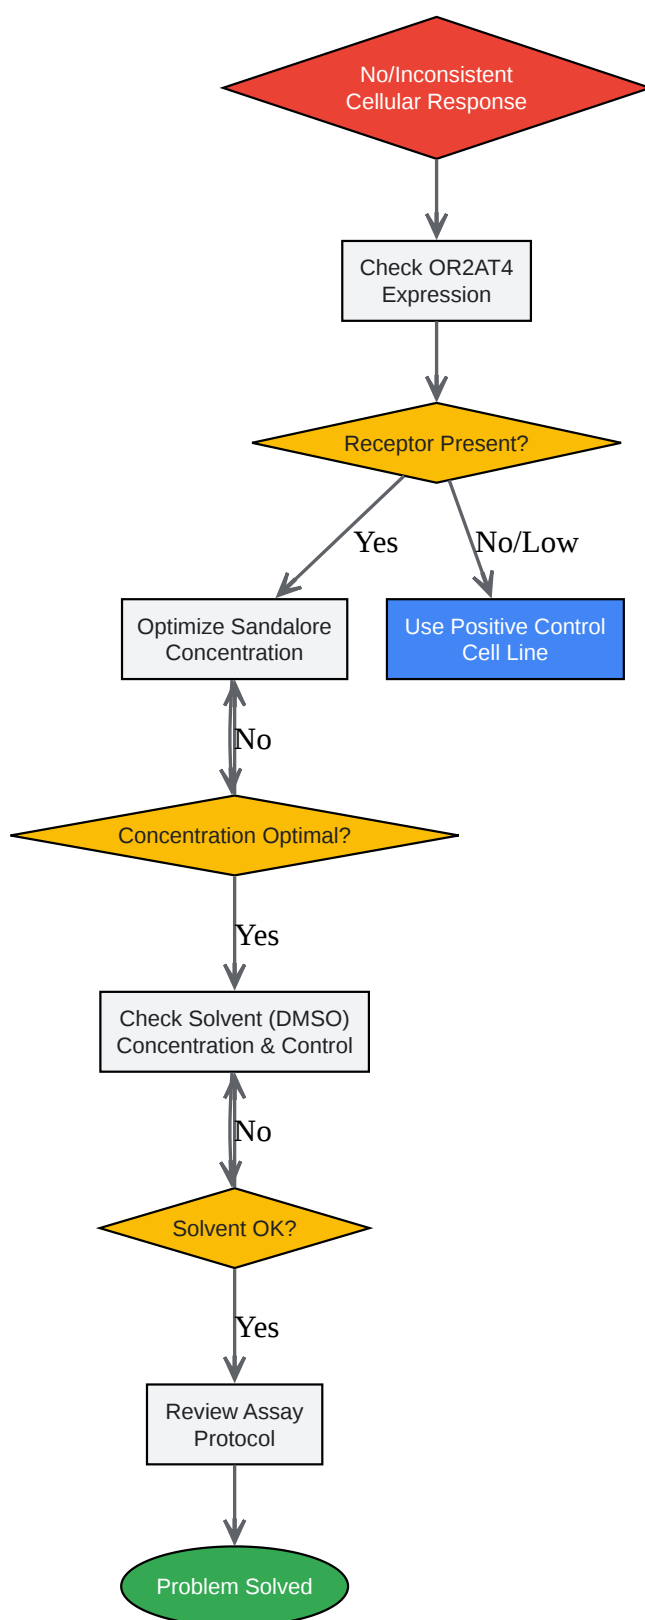 No/Inconsistent
Cellular Response
Check OR2AT4
Expression
Receptor Present?
Yes
No/Low
Optimize Sandalore
Concentration
Use Positive Control
Cell Line
No
Concentration Optimal?
Yes
Check Solvent (DMSO)
Concentration & Control
No
Solvent OK?
Yes
Review Assay
Protocol
Problem Solved